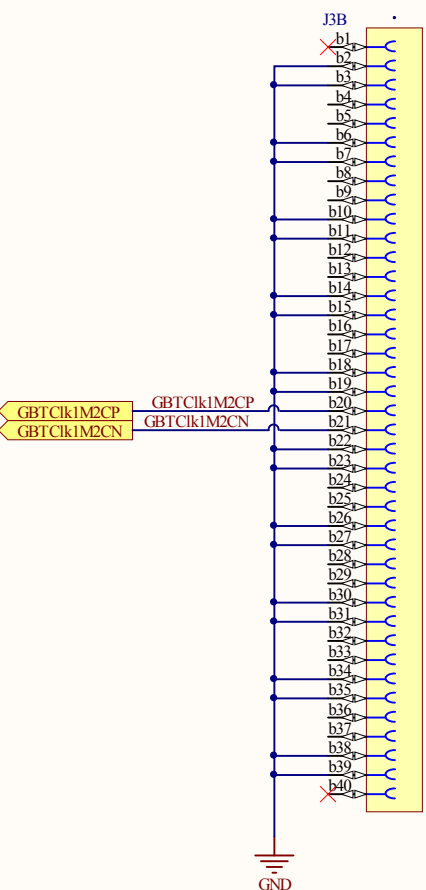 J3B
b1
b2
b3
b4
b5
b6
b7
b8
b9
b10
b11
b12
b13
b14
b15
b16
b17
b18
b19
GBTClk1M2CP GBTClk1M2CP b20
GBTClk1M2CN GBTClk1M2CN b21
b22
b23
b24
b25
b26
b27
b28
b29
b30
b31
b32
b33
b34
b35
b36
b37
b38
b39
b40
GND